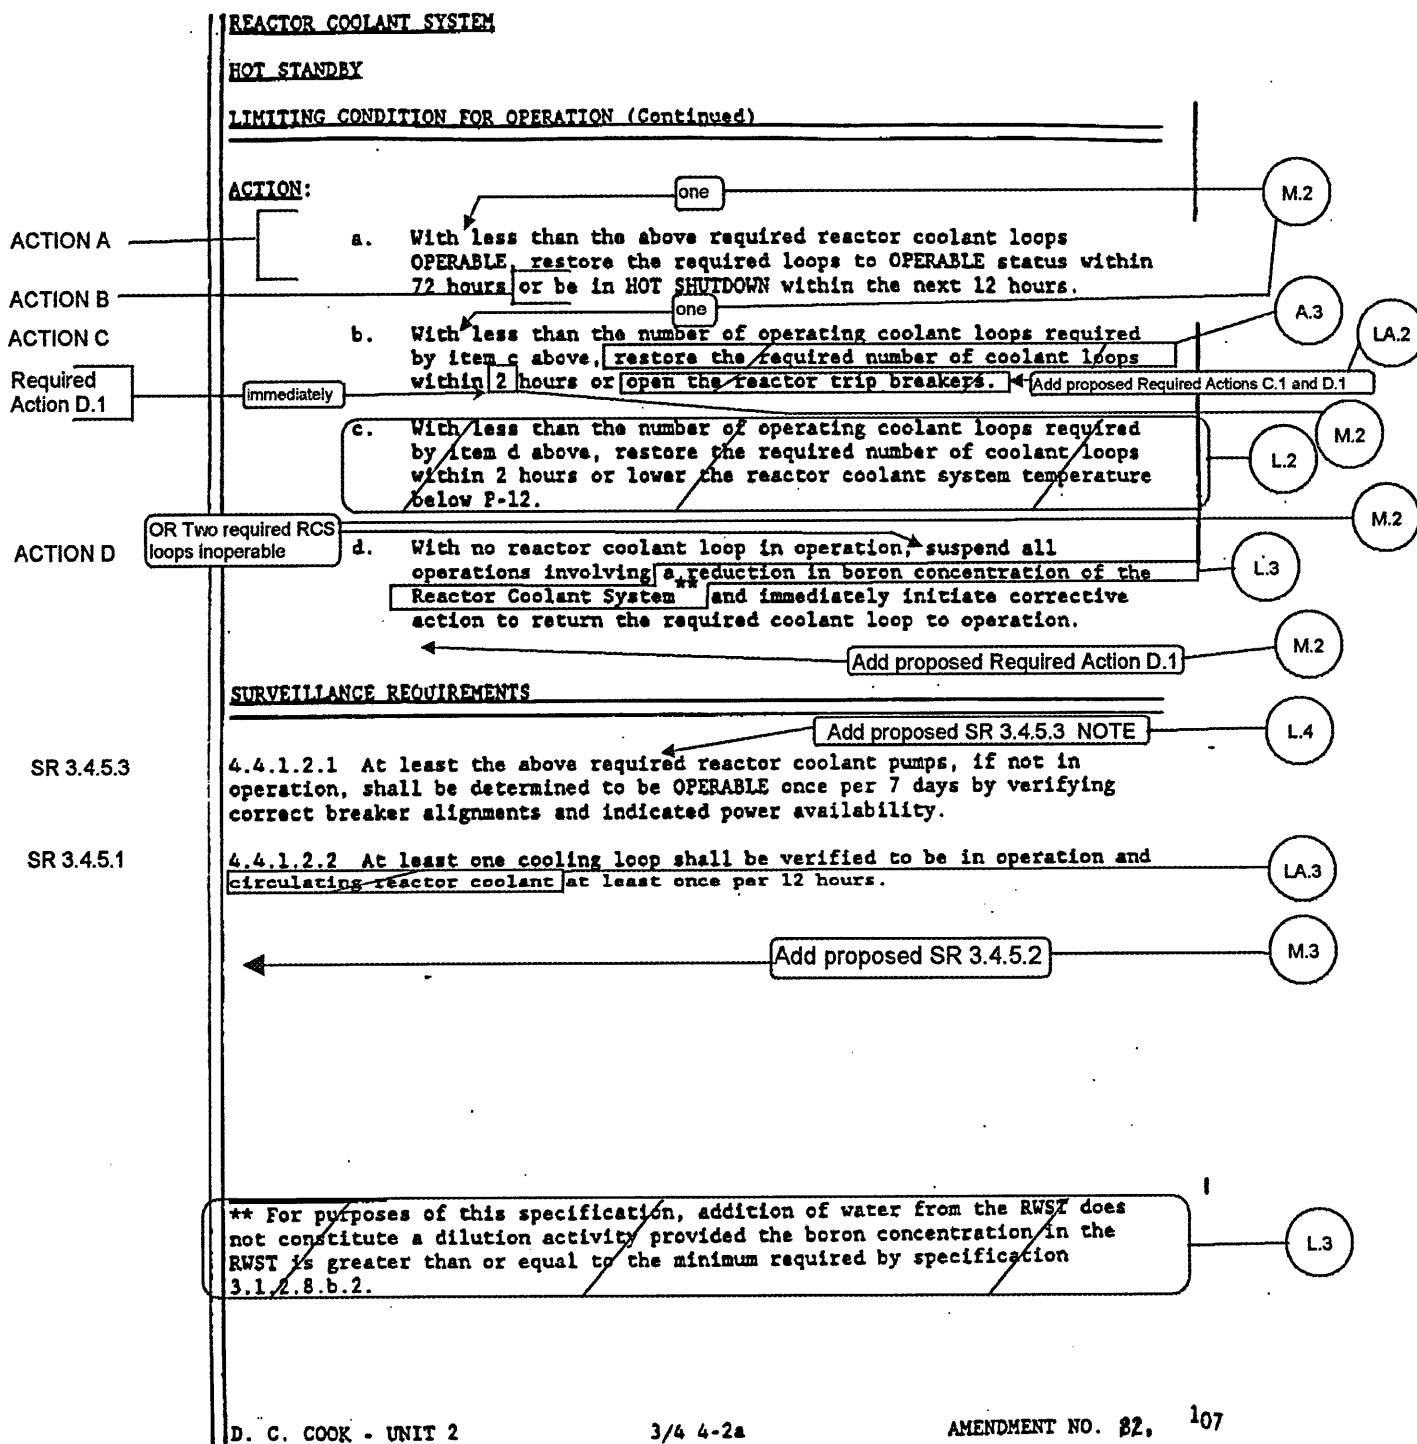 REACTOR COOLANT SYSTEM
HOT STANDBY
LIMITING CONDITION FOR OPERATION (Continued)
ACTION:
one
M.2
ACTION A
a. With less than the above required reactor coolant loops
OPERABLE, restore the required loops to OPERABLE status within
72 hours or be in HOT SHUTDOWN within the next 12 hours.
ACTION B
one
A.3
ACTION C
b. With less than the number of operating coolant loops required
by item c above, restore the required number of coolant loops
within 2 hours or open the reactor trip breakers.
LA.2
Required
Action D.1
immediately
Add proposed Required Actions C.1 and D.1
M.2
c. With less than the number of operating coolant loops required
by item d above, restore the required number of coolant loops
within 2 hours or lower the reactor coolant system temperature
below P-12.
L.2
M.2
OR Two required RCS
loops inoperable
ACTION D
d. With no reactor coolant loop in operation, suspend all
operations involving a reduction in boron concentration of the
Reactor Coolant System** and immediately initiate corrective
action to return the required coolant loop to operation.
L.3
Add proposed Required Action D.1
M.2
SURVEILLANCE REQUIREMENTS
Add proposed SR 3.4.5.3 NOTE
L.4
SR 3.4.5.3
4.4.1.2.1 At least the above required reactor coolant pumps, if not in
operation, shall be determined to be OPERABLE once per 7 days by verifying
correct breaker alignments and indicated power availability.
SR 3.4.5.1
4.4.1.2.2 At least one cooling loop shall be verified to be in operation and
circulating reactor coolant at least once per 12 hours.
LA.3
Add proposed SR 3.4.5.2
M.3
** For purposes of this specification, addition of water from the RWST does
not constitute a dilution activity provided the boron concentration in the
RWST is greater than or equal to the minimum required by specification
3.1.2.8.b.2.
L.3
D. C. COOK - UNIT 2
3/4 4-2a
AMENDMENT NO. 82, 107